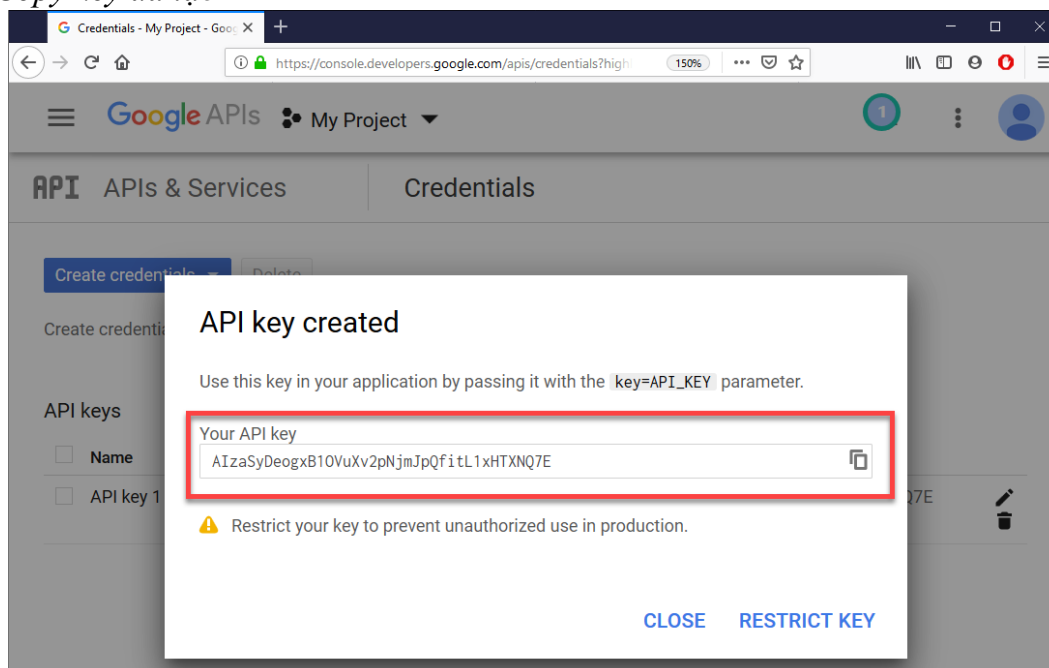 Credentials - My Project - Goog
https://console.developers.google.com/apis/credentials?high 150%
Google APIs My Project 1
API APIs & Services Credentials
Create credentials Delete
API key created
Create credentia
Use this key in your application by passing it with the key=API_KEY parameter.
API keys
Your API key
Name
AIzaSyDeogxB1OVuXv2pNjmJpQfitL1xHTXNQ7E
API key 1 Q7E
Restrict your key to prevent unauthorized use in production.
CLOSE RESTRICT KEY